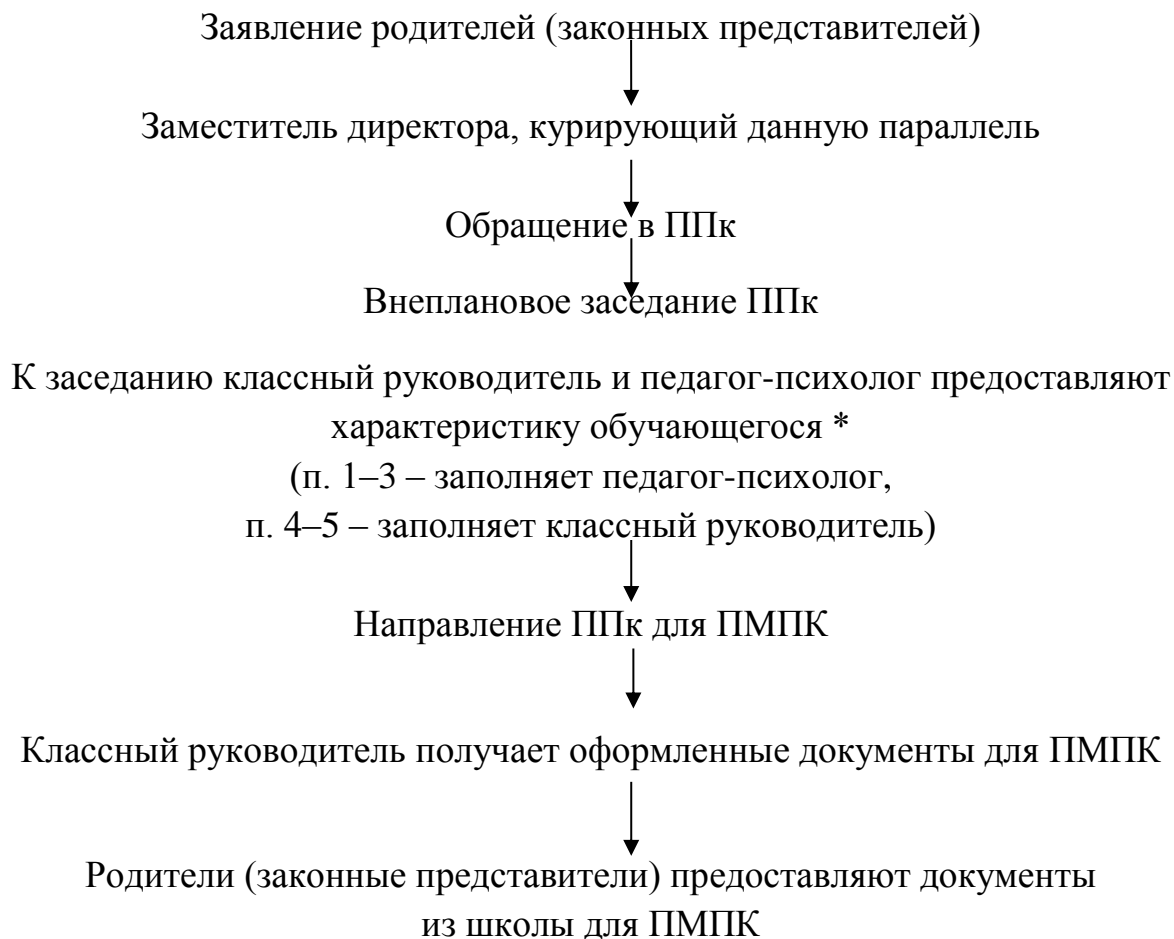 Заявление родителей (законных представителей)
Заместитель директора, курирующий данную параллель
Обращение в ППк
Внеплановое заседание ППк
К заседанию классный руководитель и педагог-психолог предоставляют
характеристику обучающегося *
(п. 1–3 – заполняет педагог-психолог,
п. 4–5 – заполняет классный руководитель)
Направление ППк для ПМПК
Классный руководитель получает оформленные документы для ПМПК
Родители (законные представители) предоставляют документы
из школы для ПМПК